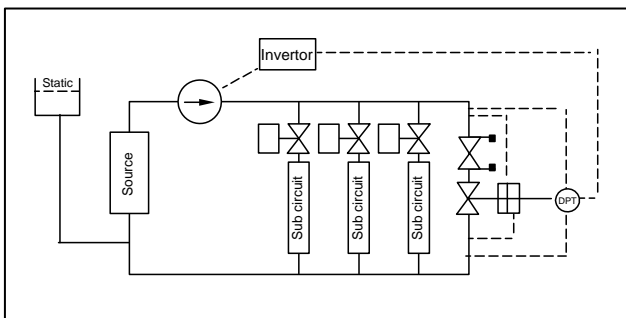 Invertor
Static
Source
Sub circuit
Sub circuit
Sub circuit
DPT